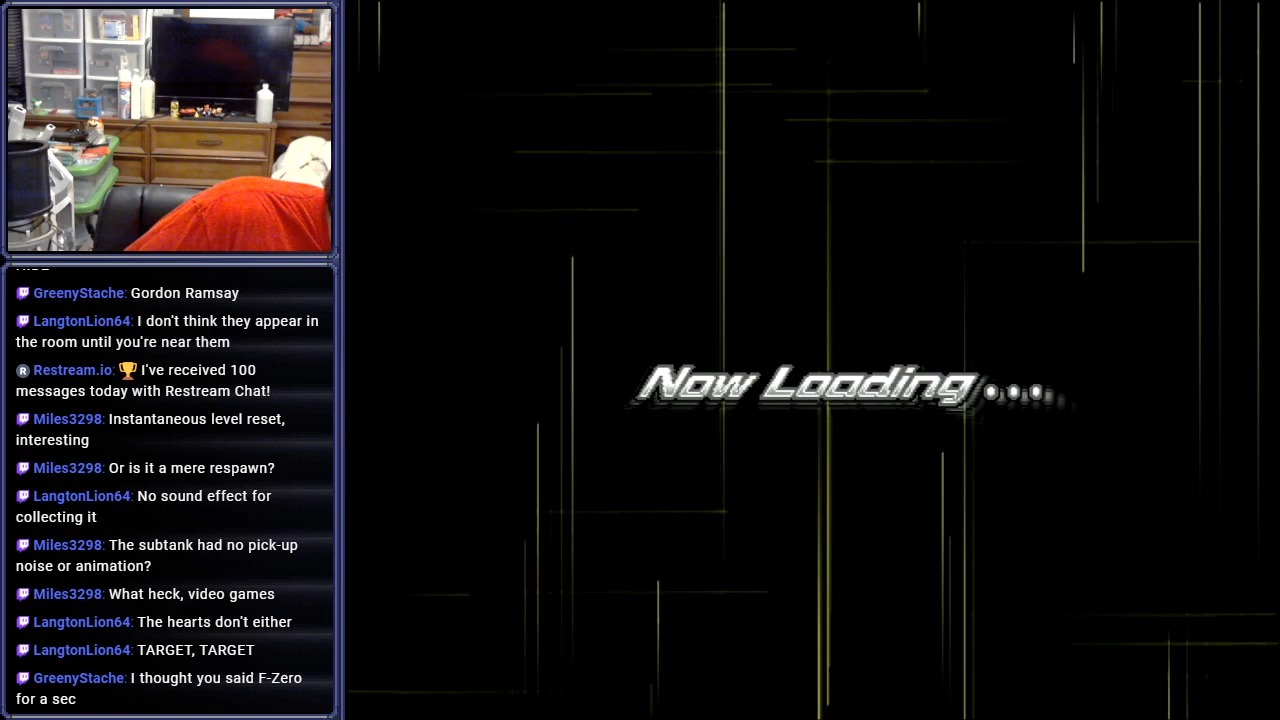 GreenyStache: Gordon Ramsay
LangtonLion64: I don't think they appear in
the room until you're near them
Restream.io: 🏆 I've received 100
messages today with Restream Chat!
Miles3298: Instantaneous level reset,
interesting
Miles3298: Or is it a mere respawn?
LangtonLion64: No sound effect for
collecting it
Miles3298: The subtank had no pick-up
noise or animation?
Miles3298: What heck, video games
LangtonLion64: The hearts don't either
LangtonLion64: TARGET, TARGET
GreenyStache: I thought you said F-Zero
for a sec
Now Loading...